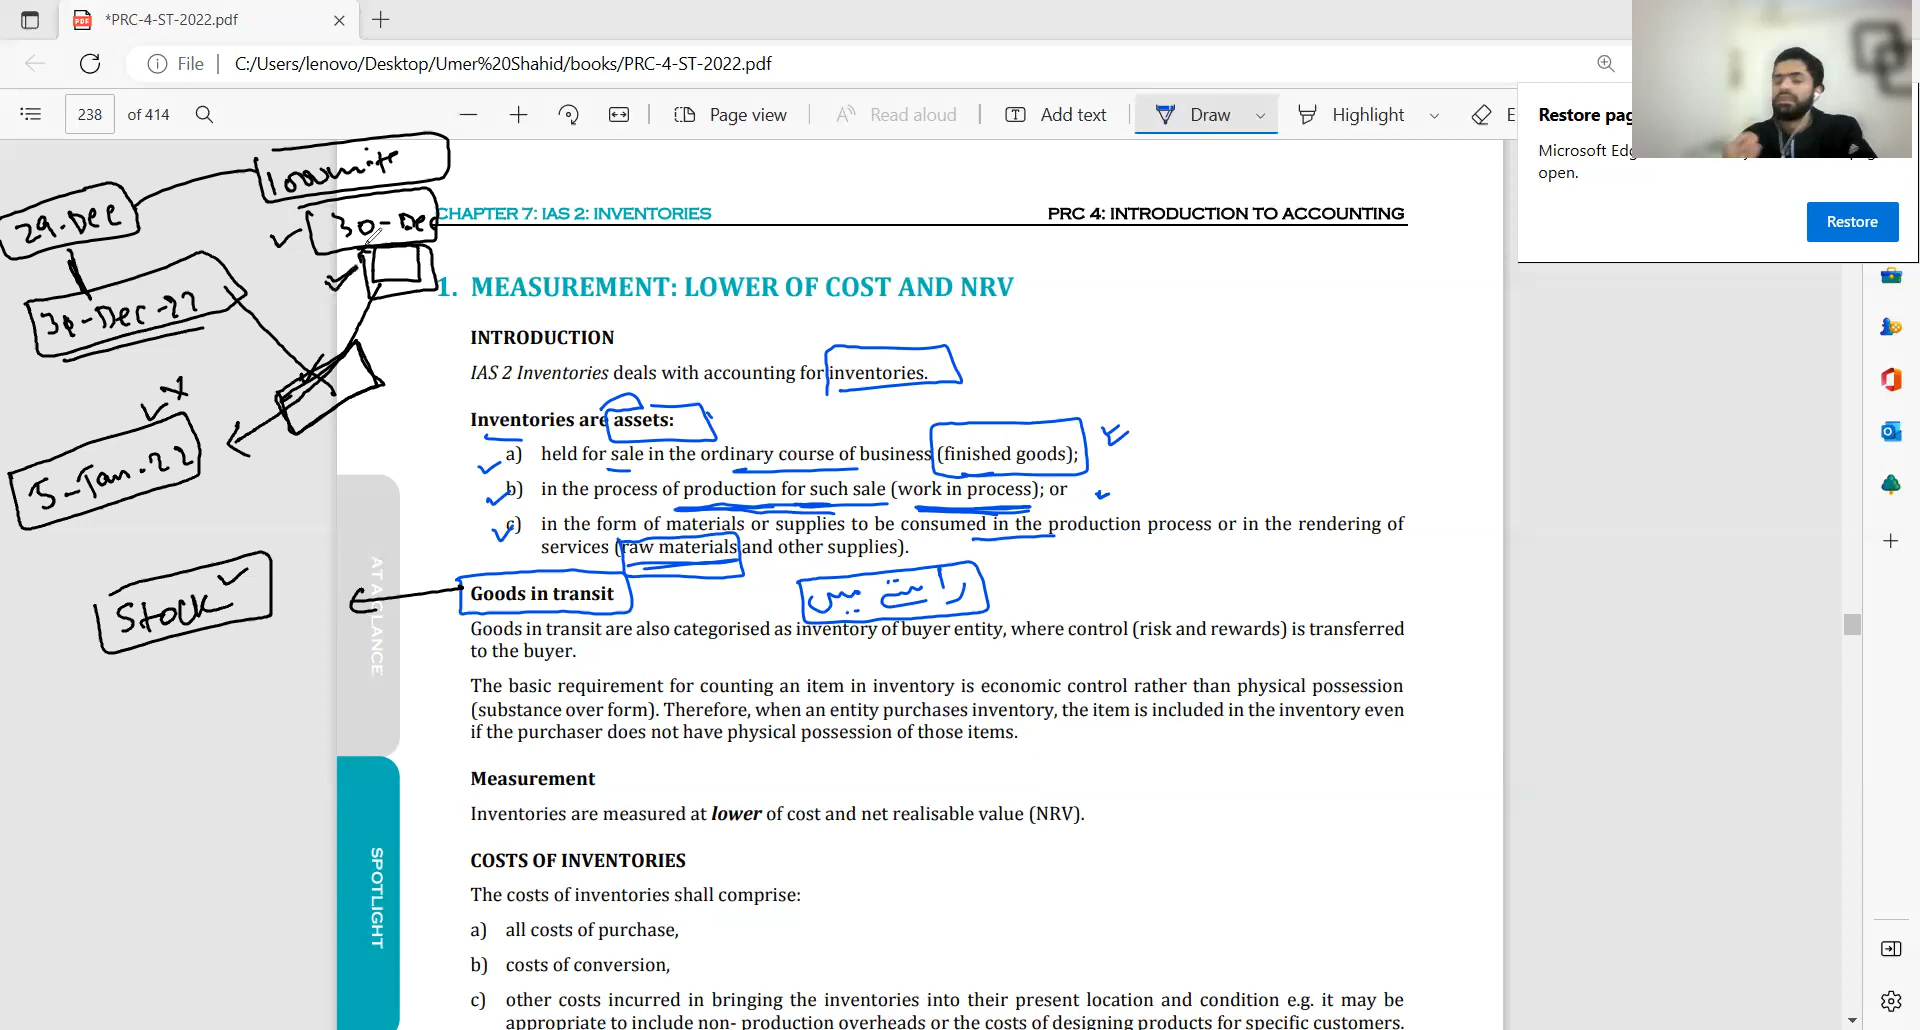 *PRC-4-ST-2022.pdf
File
C:/Users/lenovo/Desktop/Umer%20Shahid/books/PRC-4-ST-2022.pdf
238 of 414
Page view
Read aloud
Add text
Draw
Highlight
E
Restore pag
Microsoft Edg
open.
Restore
29-Dec
30-Dec
5-Jan-22
Stock
CHAPTER 7: IAS 2: INVENTORIES
PRC 4: INTRODUCTION TO ACCOUNTING
1. MEASUREMENT: LOWER OF COST AND NRV
INTRODUCTION
IAS 2 Inventories deals with accounting for inventories.
Inventories are assets:
a) held for sale in the ordinary course of business (finished goods);
b) in the process of production for such sale (work in process); or
c) in the form of materials or supplies to be consumed in the production process or in the rendering of
services (raw materials and other supplies).
Goods in transit
Goods in transit are also categorised as inventory of buyer entity, where control (risk and rewards) is transferred
to the buyer.
The basic requirement for counting an item in inventory is economic control rather than physical possession
(substance over form). Therefore, when an entity purchases inventory, the item is included in the inventory even
if the purchaser does not have physical possession of those items.
Measurement
Inventories are measured at lower of cost and net realisable value (NRV).
COSTS OF INVENTORIES
The costs of inventories shall comprise:
a) all costs of purchase,
b) costs of conversion,
c) other costs incurred in bringing the inventories into their present location and condition e.g. it may be
appropriate to include non- production overheads or the costs of designing products for specific customers.
AT A GLANCE
SPOTLIGHT